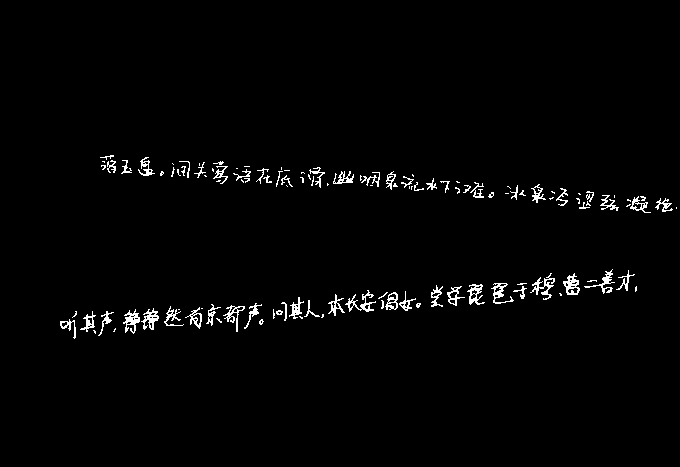 落玉盘。间关莺语花底滑,幽咽泉流水下滩。冰泉冷涩弦凝绝,
听其声,铮铮然有京都声。问其人,本长安倡女。尝学琵琶于穆、曹二善才,